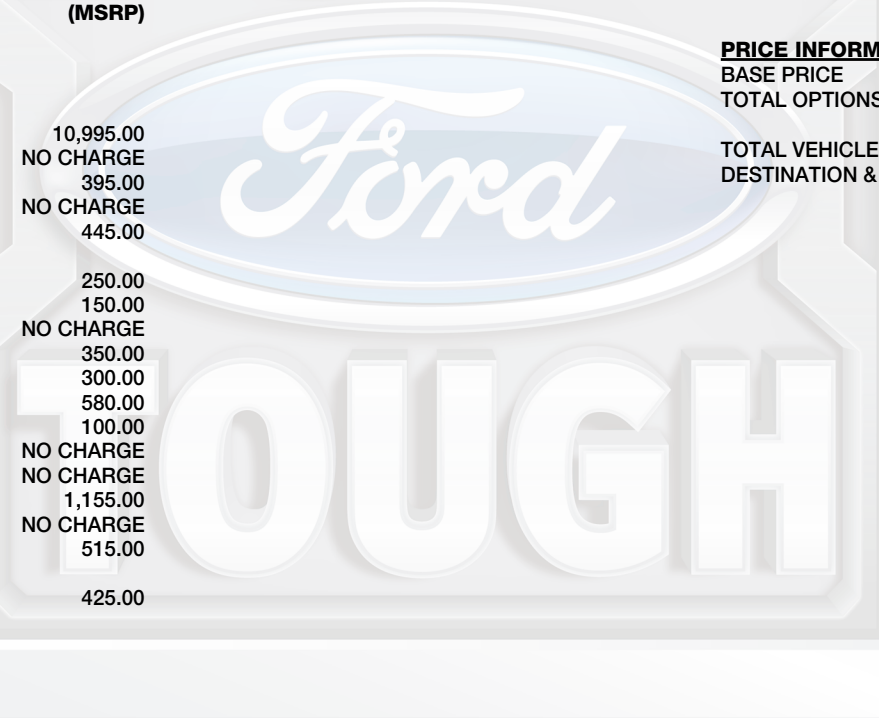 (MSRP)
10,995.00
NO CHARGE
395.00
NO CHARGE
445.00
250.00
150.00
NO CHARGE
350.00
300.00
580.00
100.00
NO CHARGE
NO CHARGE
1,155.00
NO CHARGE
515.00
425.00
PRICE INFORM
BASE PRICE
TOTAL OPTIONS
TOTAL VEHICLE
DESTINATION &
Ford
TOUGH